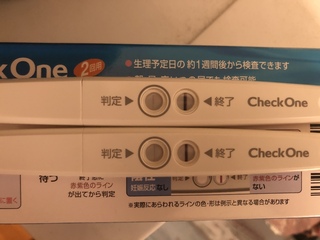 kOne 2回用
●生理予定日の約1週間後から検査できます
判定▶ ◀終了 CheckOne
判定▶ ◀終了 CheckOne
待つ
赤紫色のライン
が出てから判定
妊娠反応なし
赤紫色のラインが
ない
※実際にあらわれるラインの色・形は例示と異なる場合があります